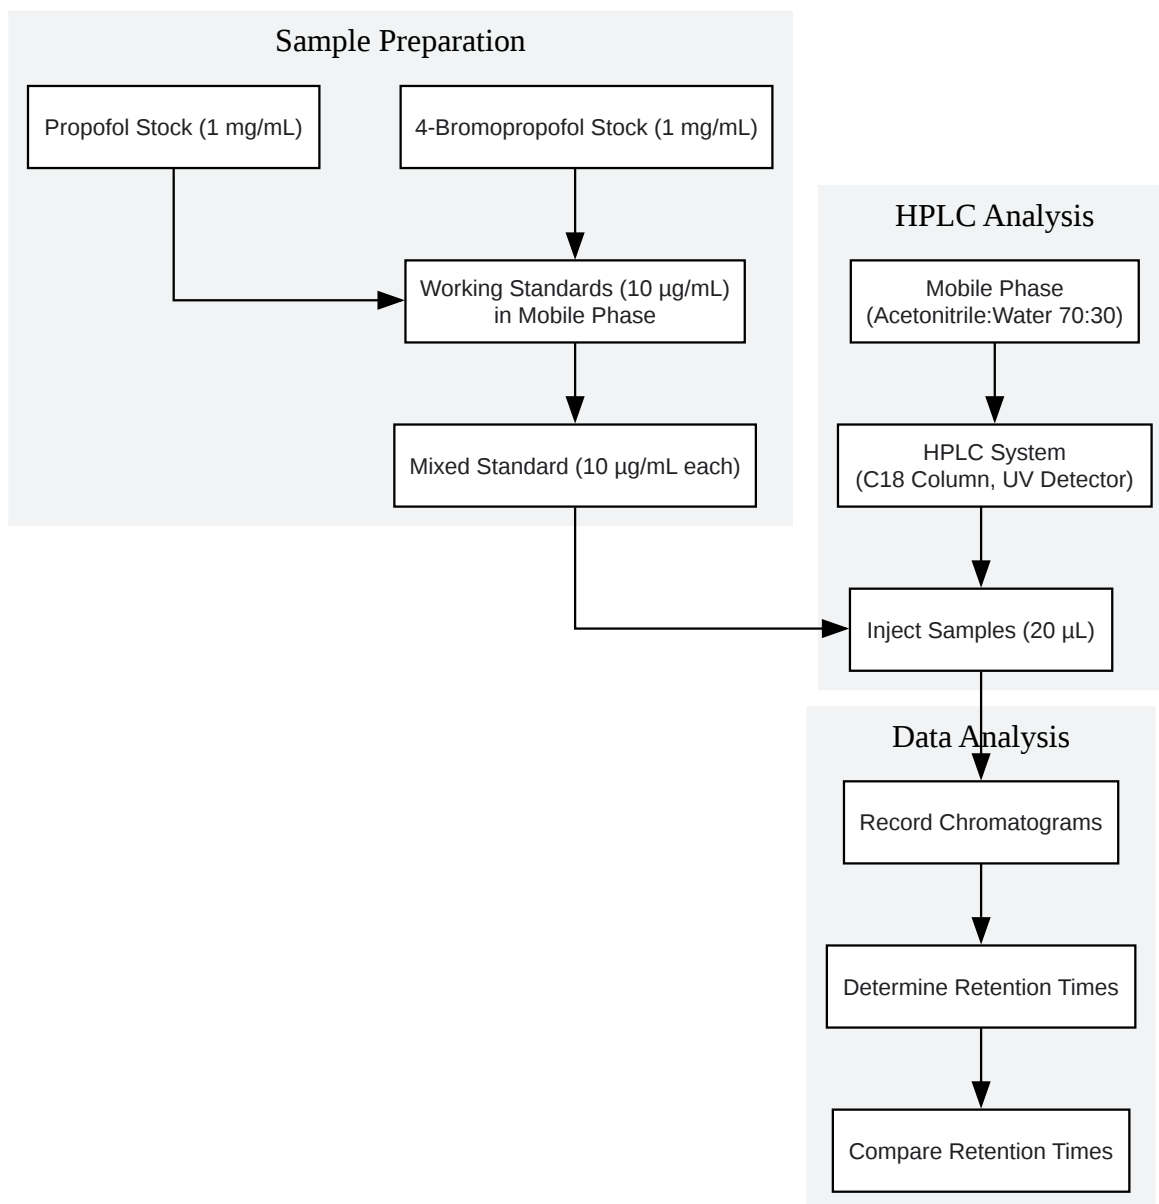 Sample Preparation
Propofol Stock (1 mg/mL)
4-Bromopropofol Stock (1 mg/mL)
Working Standards (10 µg/mL)
in Mobile Phase
Mixed Standard (10 µg/mL each)
HPLC Analysis
Mobile Phase
(Acetonitrile:Water 70:30)
HPLC System
(C18 Column, UV Detector)
Inject Samples (20 µL)
Data Analysis
Record Chromatograms
Determine Retention Times
Compare Retention Times